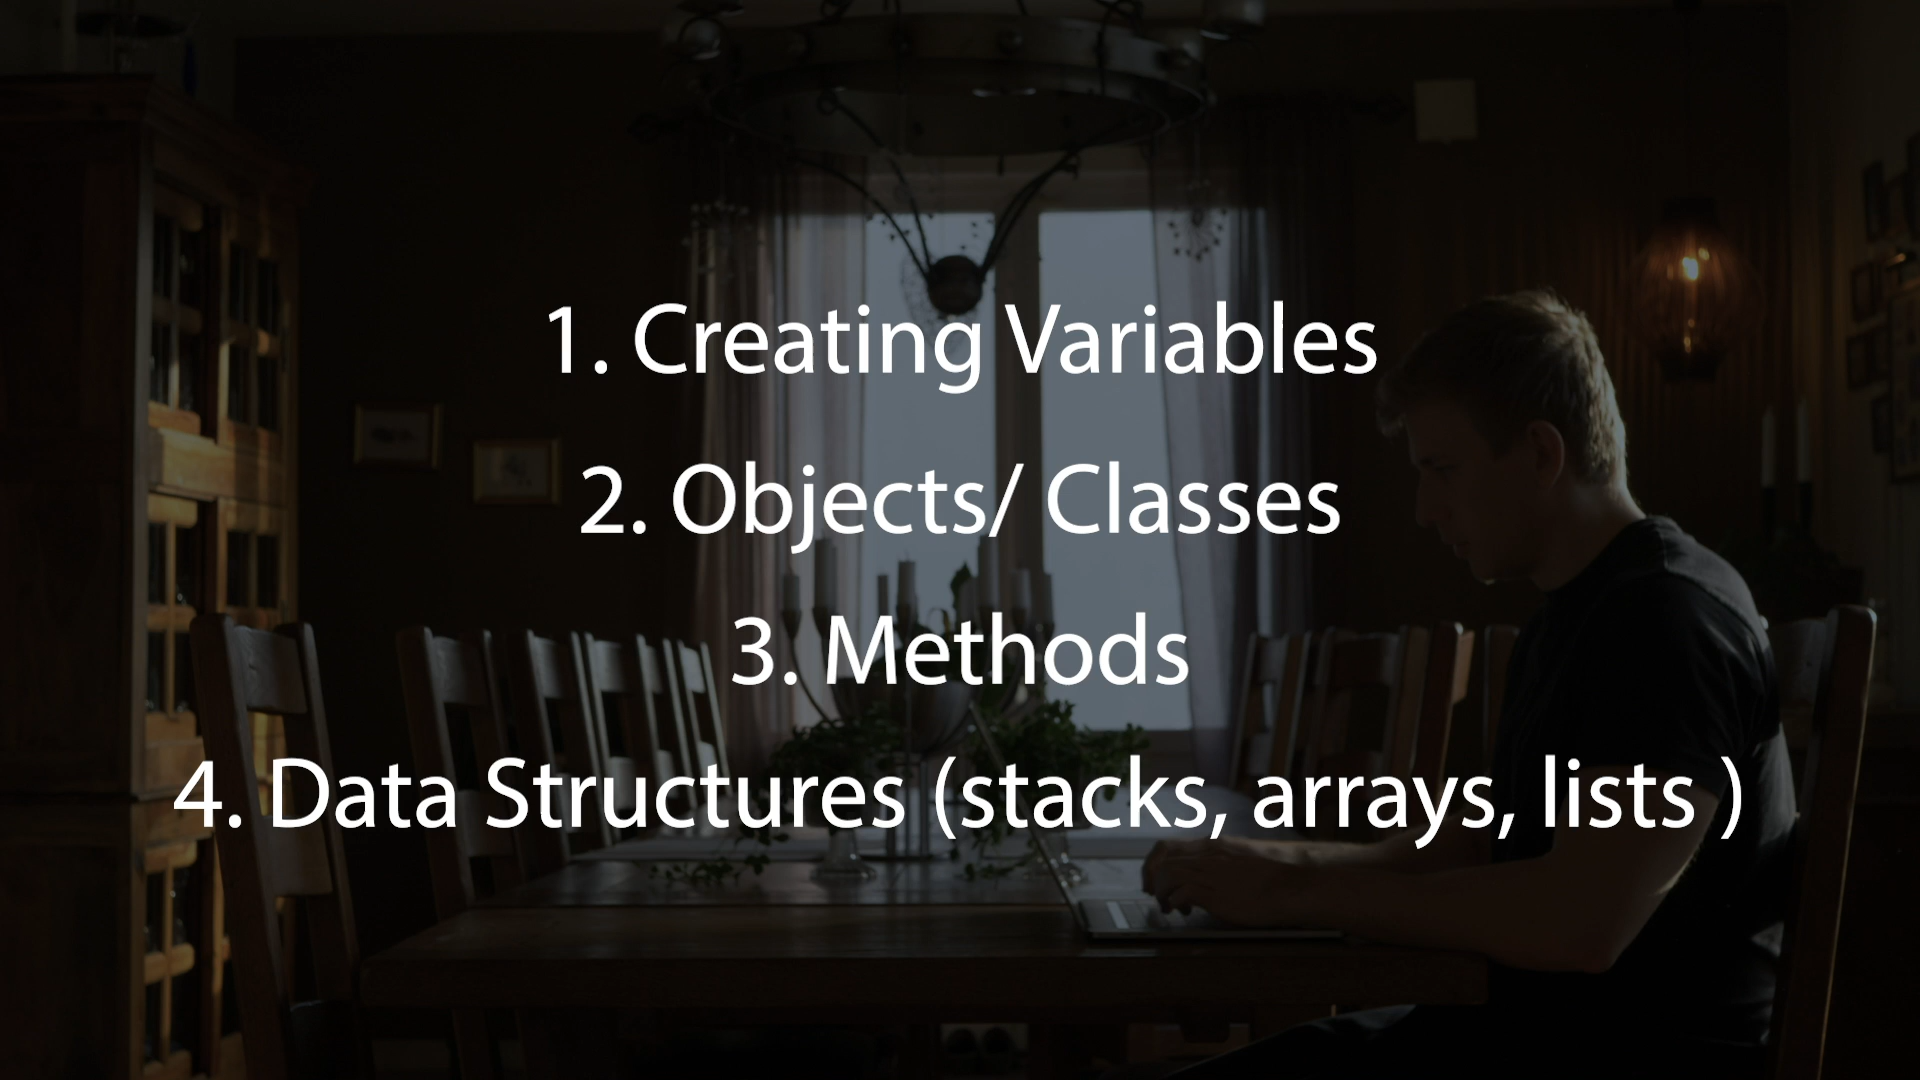 1. Creating Variables
2. Objects/ Classes
3. Methods
4. Data Structures (stacks, arrays, lists )